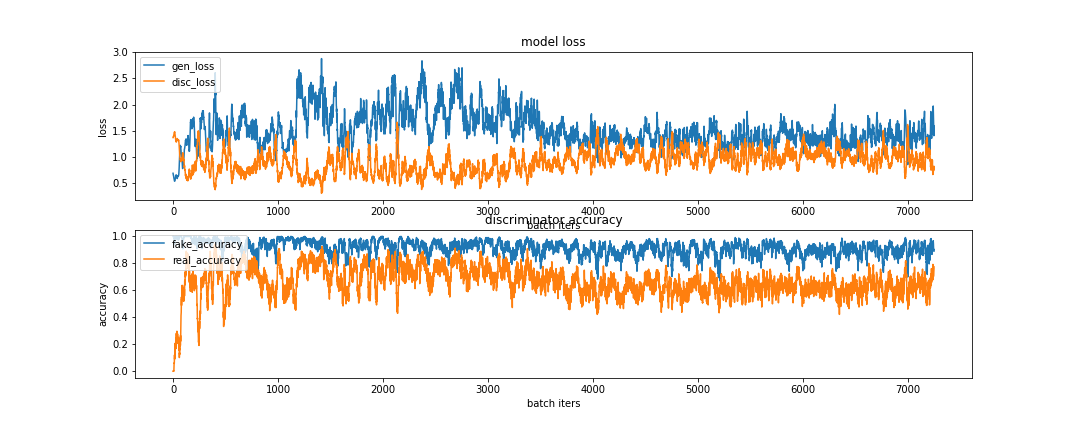 model loss
3.0
2.5
2.0
1.5
1.0
0.5
loss
gen_loss
disc_loss
0 1000 2000 3000 4000 5000 6000 7000
batch iters
discriminator accuracy
1.0
0.8
0.6
0.4
0.2
0.0
accuracy
fake_accuracy
real_accuracy
0 1000 2000 3000 4000 5000 6000 7000
batch iters